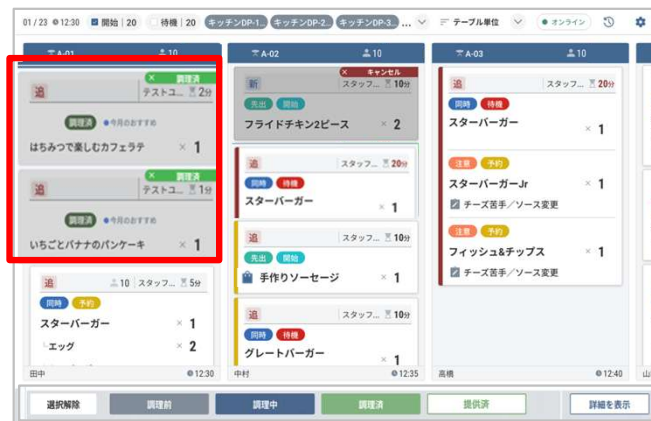 01 / 23 12:30 開始 | 20 待機 | 20 キッチンDP-1... キッチンDP-2... キッチンDP-3... ... テーブル単位 オンライン
A-01 10
調理済
追 テストユ... 2分
調理済 今月のおすすめ
はちみつで楽しむカフェラテ × 1
調理済
追 テストユ... 1分
調理済 今月のおすすめ
いちごとバナナのパンケーキ × 1
追 10 スタッフ... 5分
同時 予約
スターバーガー × 1
エッグ × 2
田中 12:30
A-02 10
キャンセル
新 スタッフ... 10分
先出 開始
フライドチキン2ピース × 2
追 スタッフ... 20分
同時 待機
スターバーガー × 1
追 スタッフ... 10分
先出 開始
手作りソーセージ × 1
追 スタッフ... 10分
同時 待機
グレートバーガー × 1
中村 12:35
A-03 10
追 スタッフ... 20分
同時 待機
スターバーガー × 1
注意 予約
スターバーガーJr × 1
チーズ苦手／ソース変更
注意 予約
フィッシュ&チップス × 1
チーズ苦手／ソース変更
高橋 12:40
山
選択解除 調理前 調理中 調理済 提供済 詳細を表示